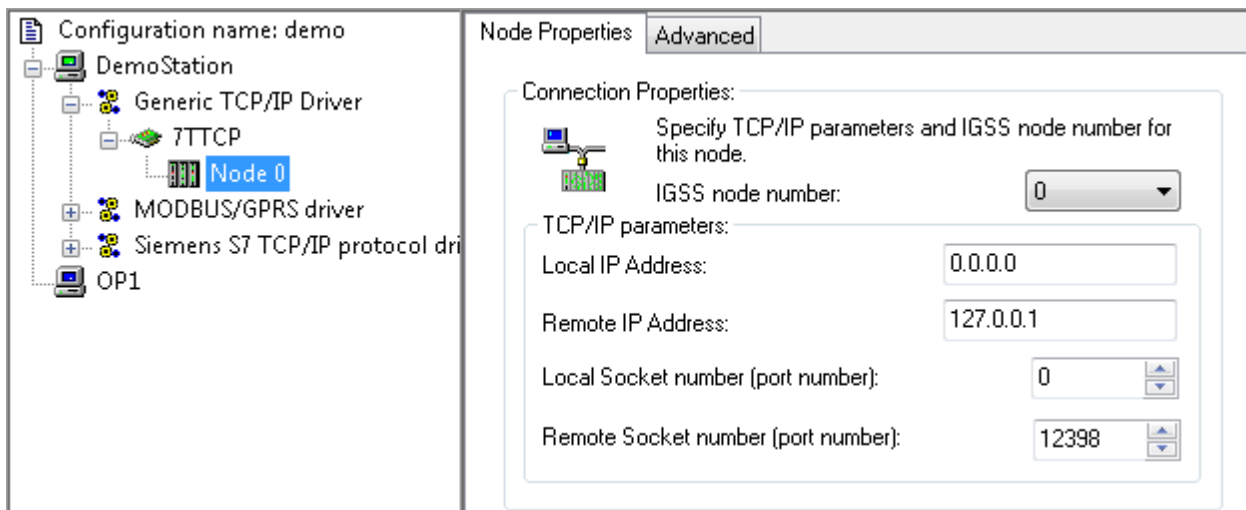 Configuration name: demo
DemoStation
Generic TCP/IP Driver
7TTCP
Node 0
MODBUS/GPRS driver
Siemens S7 TCP/IP protocol dri
OP1
Node Properties
Advanced
Connection Properties:
Specify TCP/IP parameters and IGSS node number for
this node.
IGSS node number: 0
TCP/IP parameters:
Local IP Address: 0.0.0.0
Remote IP Address: 127.0.0.1
Local Socket number (port number): 0
Remote Socket number (port number): 12398